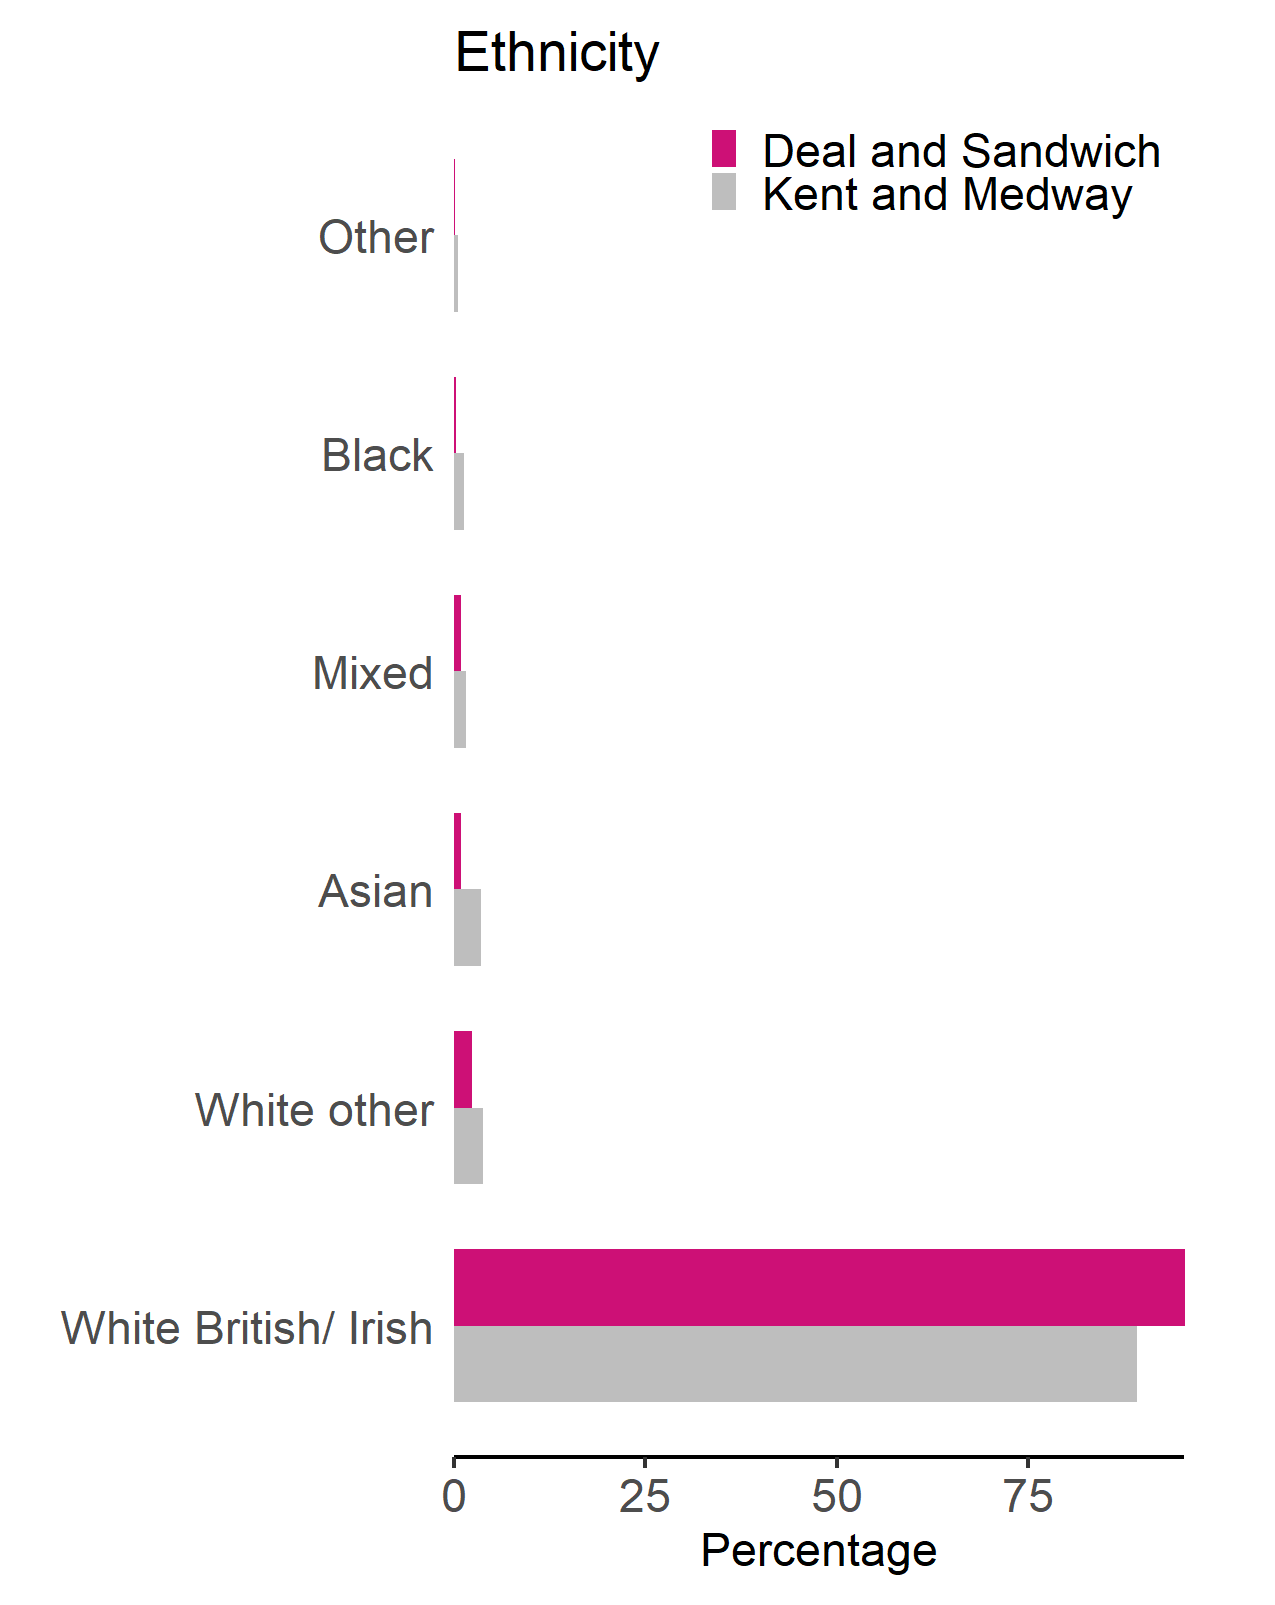 Ethnicity
Deal and Sandwich
Kent and Medway
Other
Black
Mixed
Asian
White other
White British/ Irish
0 25 50 75
Percentage